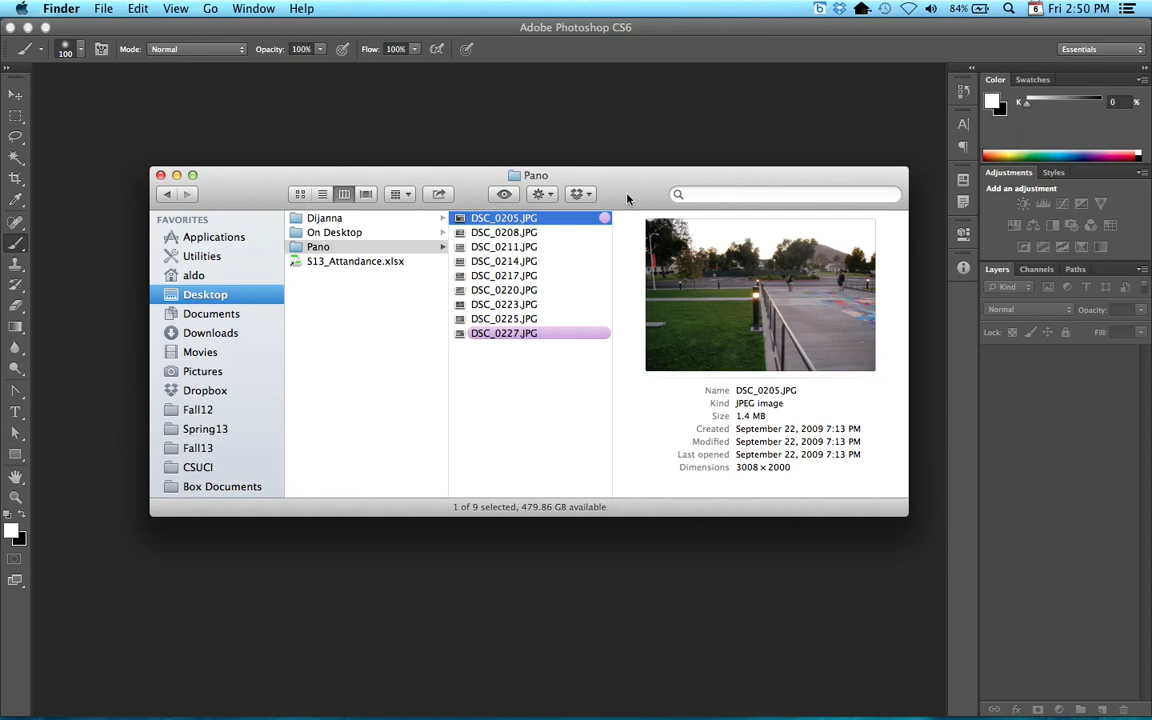 Finder File Edit View Go Window Help 84% 6 Fri 2:50 PM
Adobe Photoshop CS6
100 Mode: Normal Opacity: 100% Flow: 100% Essentials
Color Swatches
K 0 %
Adjustments Styles
Add an adjustment
Layers Channels Paths
Kind
Normal Opacity:
Lock: Fill:
Pano
FAVORITES
Applications
Utilities
aldo
Desktop
Documents
Downloads
Movies
Pictures
Dropbox
Fall12
Spring13
Fall13
CSUCI
Box Documents
Dijanna
On Desktop
Pano
S13_Attandance.xlsx
DSC_0205.JPG
DSC_0208.JPG
DSC_0211.JPG
DSC_0214.JPG
DSC_0217.JPG
DSC_0220.JPG
DSC_0223.JPG
DSC_0225.JPG
DSC_0227.JPG
Name DSC_0205.JPG
Kind JPEG image
Size 1.4 MB
Created September 22, 2009 7:13 PM
Modified September 22, 2009 7:13 PM
Last opened September 22, 2009 7:13 PM
Dimensions 3008 × 2000
1 of 9 selected, 479.86 GB available